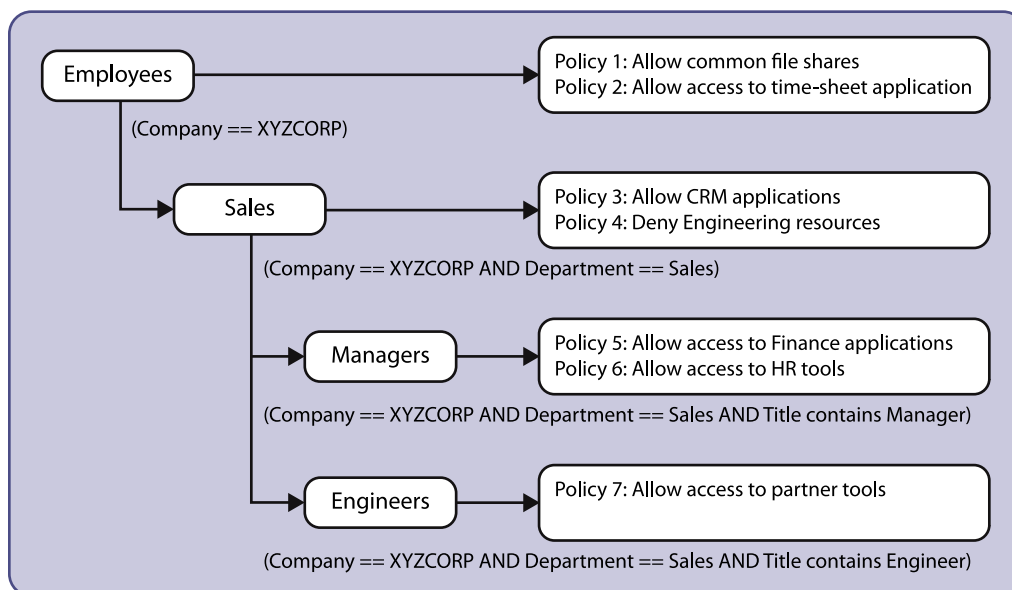 Employees
Policy 1: Allow common file shares
Policy 2: Allow access to time-sheet application
(Company == XYZCORP)
Sales
Policy 3: Allow CRM applications
Policy 4: Deny Engineering resources
(Company == XYZCORP AND Department == Sales)
Managers
Policy 5: Allow access to Finance applications
Policy 6: Allow access to HR tools
(Company == XYZCORP AND Department == Sales AND Title contains Manager)
Engineers
Policy 7: Allow access to partner tools
(Company == XYZCORP AND Department == Sales AND Title contains Engineer)